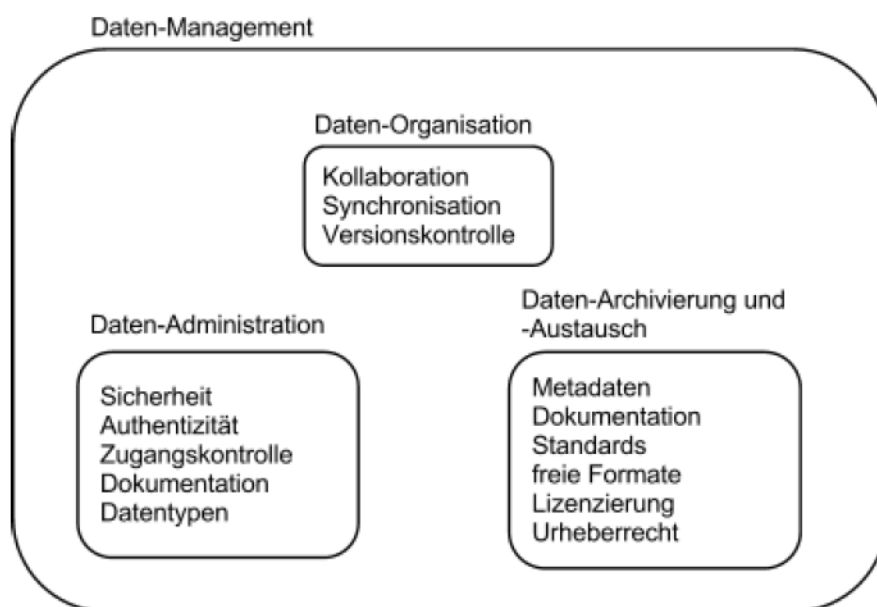 Daten-Management
Daten-Organisation
Kollaboration
Synchronisation
Versionskontrolle
Daten-Administration
Sicherheit
Authentizität
Zugangskontrolle
Dokumentation
Datentypen
Daten-Archivierung und
-Austausch
Metadaten
Dokumentation
Standards
freie Formate
Lizenzierung
Urheberrecht